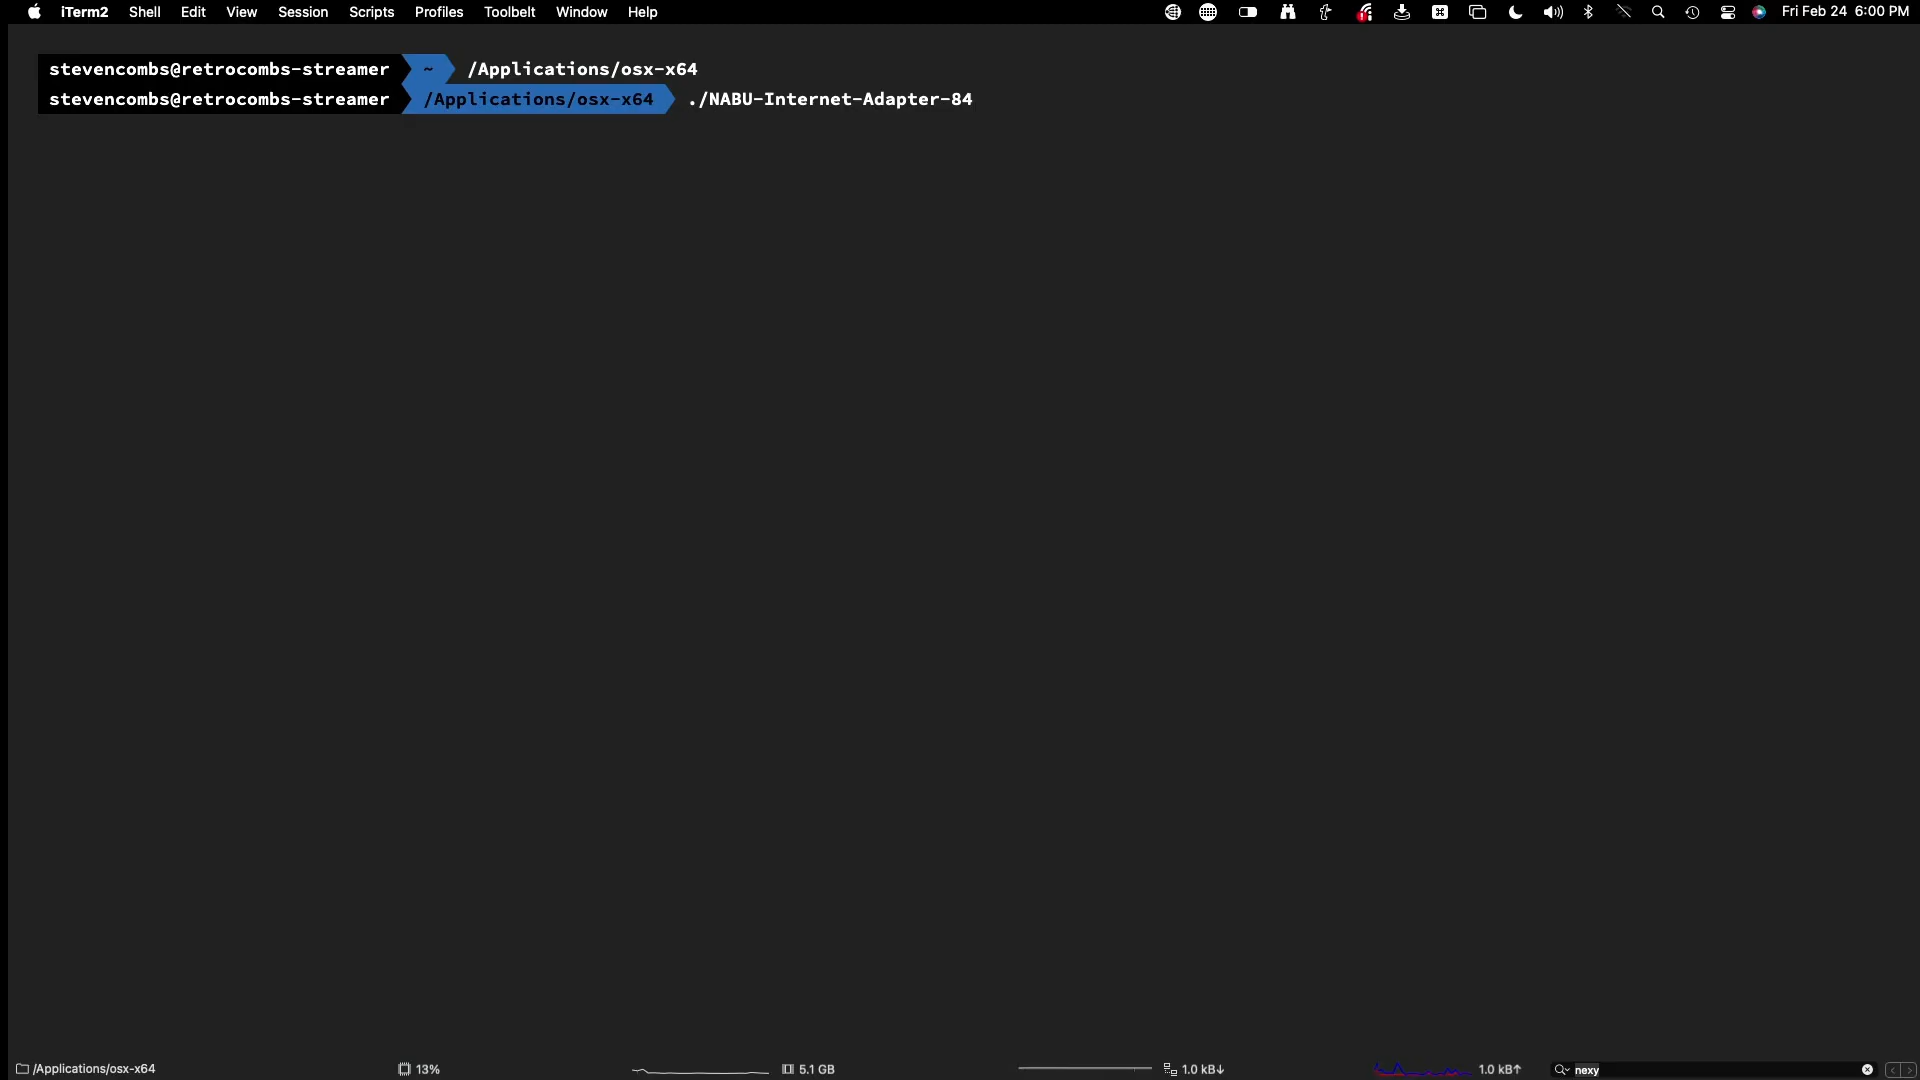 iTerm2 Shell Edit View Session Scripts Profiles Toolbelt Window Help Fri Feb 24 6:00 PM
stevencombs@retrocombs-streamer ~ /Applications/osx-x64
stevencombs@retrocombs-streamer /Applications/osx-x64 ./NABU-Internet-Adapter-84
/Applications/osx-x64 13% 5.1 GB 1.0 kB↓ 1.0 kB↑ nexy